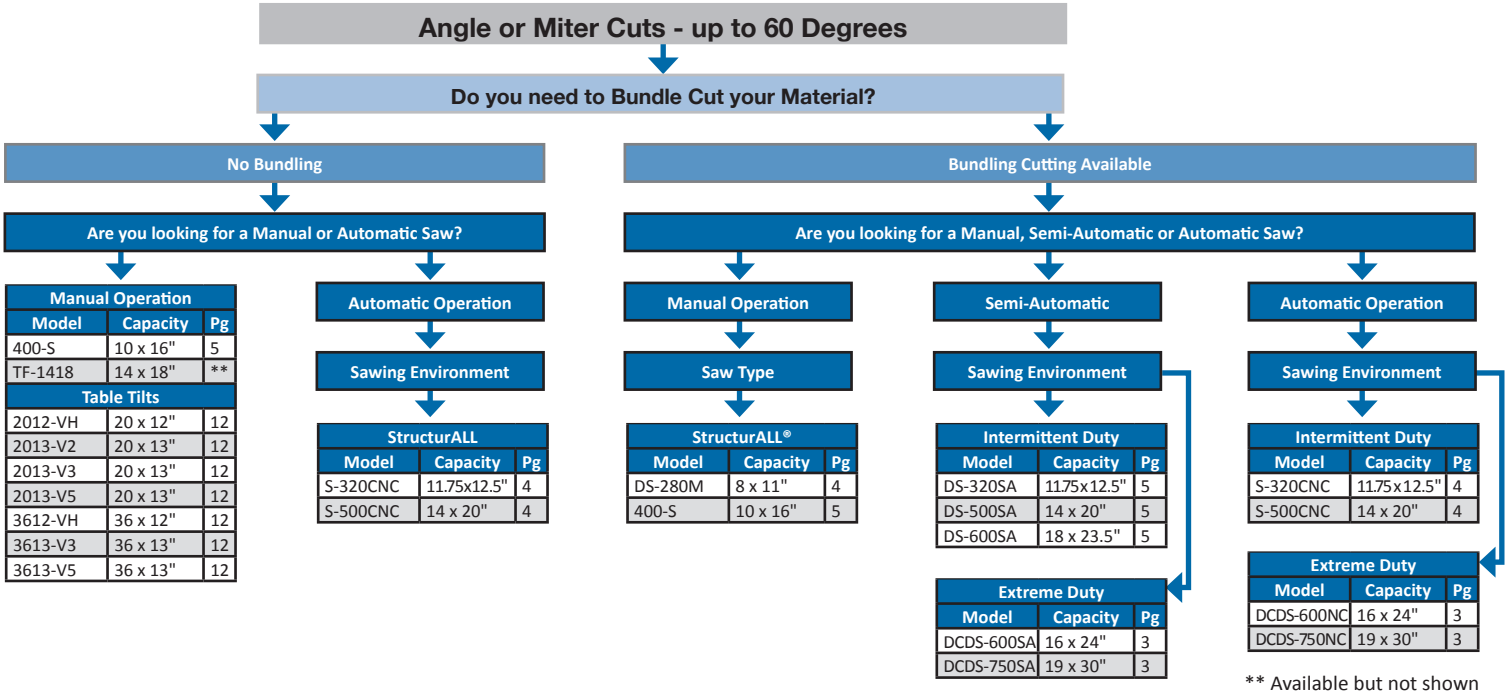 Angle or Miter Cuts - up to 60 Degrees
Do you need to Bundle Cut your Material?
No Bundling
Are you looking for a Manual or Automatic Saw?
Manual Operation
Model Capacity Pg
400-S 10 x 16" 5
TF-1418 14 x 18" **
Table Tilts
2012-VH 20 x 12" 12
2013-V2 20 x 13" 12
2013-V3 20 x 13" 12
2013-V5 20 x 13" 12
3612-VH 36 x 12" 12
3613-V3 36 x 13" 12
3613-V5 36 x 13" 12
Automatic Operation
Sawing Environment
StructurALL
Model Capacity Pg
S-320CNC 11.75x12.5" 4
S-500CNC 14 x 20" 4
Bundling Cutting Available
Are you looking for a Manual, Semi-Automatic or Automatic Saw?
Manual Operation
Saw Type
StructurALL®
Model Capacity Pg
DS-280M 8 x 11" 4
400-S 10 x 16" 5
Semi-Automatic
Sawing Environment
Intermittent Duty
Model Capacity Pg
DS-320SA 11.75x12.5" 5
DS-500SA 14 x 20" 5
DS-600SA 18 x 23.5" 5
Extreme Duty
Model Capacity Pg
DCDS-600SA 16 x 24" 3
DCDS-750SA 19 x 30" 3
Automatic Operation
Sawing Environment
Intermittent Duty
Model Capacity Pg
S-320CNC 11.75x12.5" 4
S-500CNC 14 x 20" 4
Extreme Duty
Model Capacity Pg
DCDS-600NC 16 x 24" 3
DCDS-750NC 19 x 30" 3
** Available but not shown